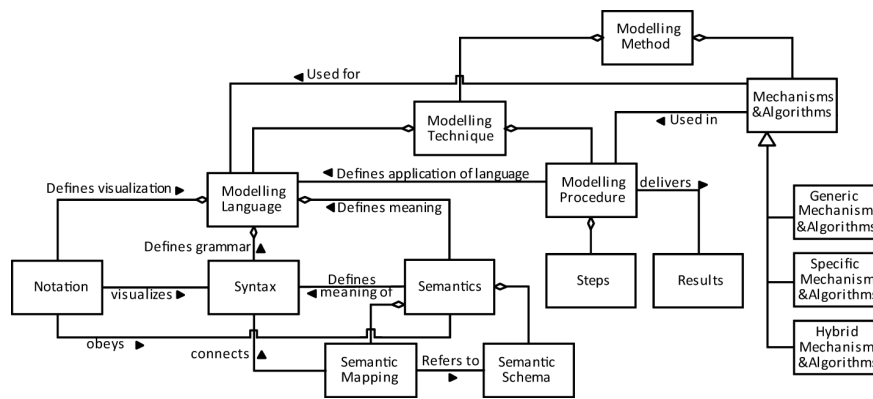 Modelling
Method
◄ Used for
Mechanisms
&Algorithms
Modelling
Technique
◄ Used in
Defines visualization ►
Modelling
Language
◄ Defines application of language
Modelling
Procedure
delivers ►
◄ Defines meaning
Defines grammar ▲
Generic
Mechanism
&Algorithms
Notation
visualizes ►
Syntax
Defines
◄ meaning of
Semantics
Steps
Results
Specific
Mechanism
&Algorithms
obeys ►
connects ▲
Semantic
Mapping
Refers to
►
Semantic
Schema
Hybrid
Mechanism
&Algorithms